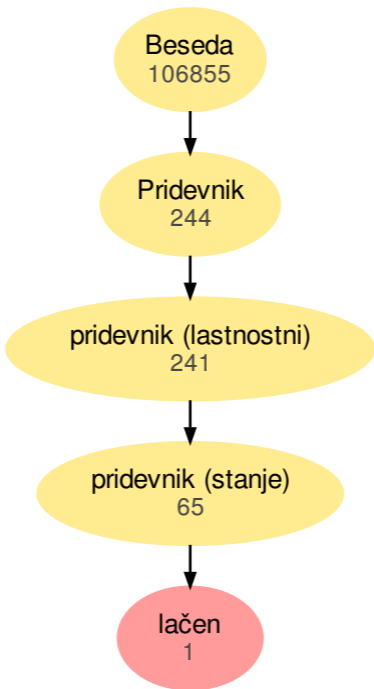 Beseda
106855
Pridevnik
244
pridevnik (lastnostni)
241
pridevnik (stanje)
65
lačen
1